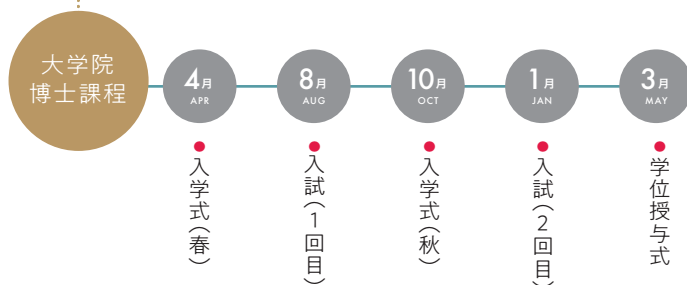 大学院
博士課程
4月
APR
入学式(春)
8月
AUG
入試(1回目)
10月
OCT
入学式(秋)
1月
JAN
入試(2回目)
3月
MAY
学位授与式